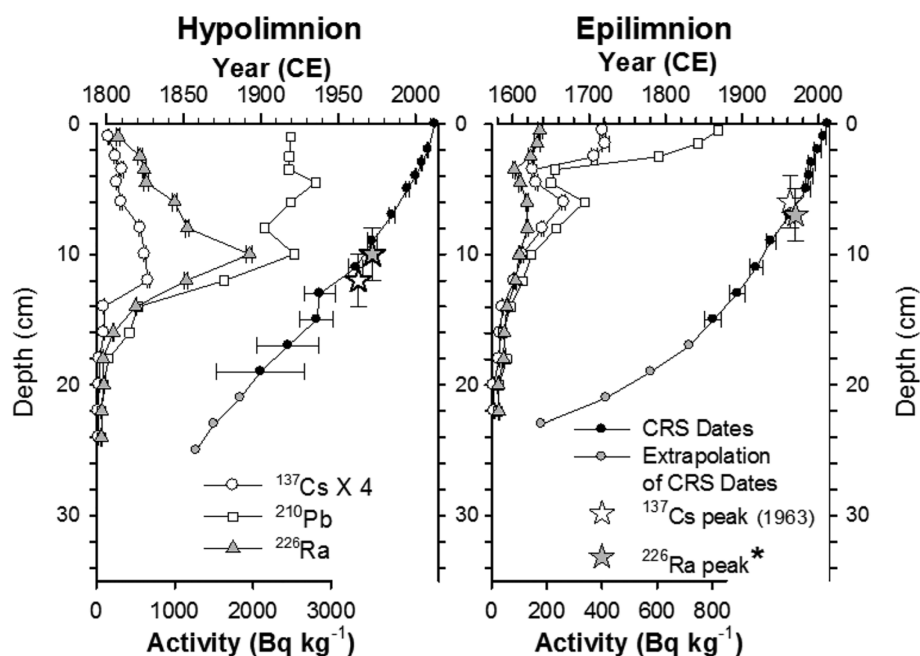 Hypolimnion
Epilimnion
Year (CE)
Year (CE)
1800 1850 1900 1950 2000
1600 1700 1800 1900 2000
0
10
20
30
Depth (cm)
0
10
20
30
Depth (cm)
137Cs X 4
210Pb
226Ra
CRS Dates
Extrapolation
of CRS Dates
137Cs peak (1963)
226Ra peak*
0 1000 2000 3000
0 200 400 600 800
Activity (Bq kg-1)
Activity (Bq kg-1)